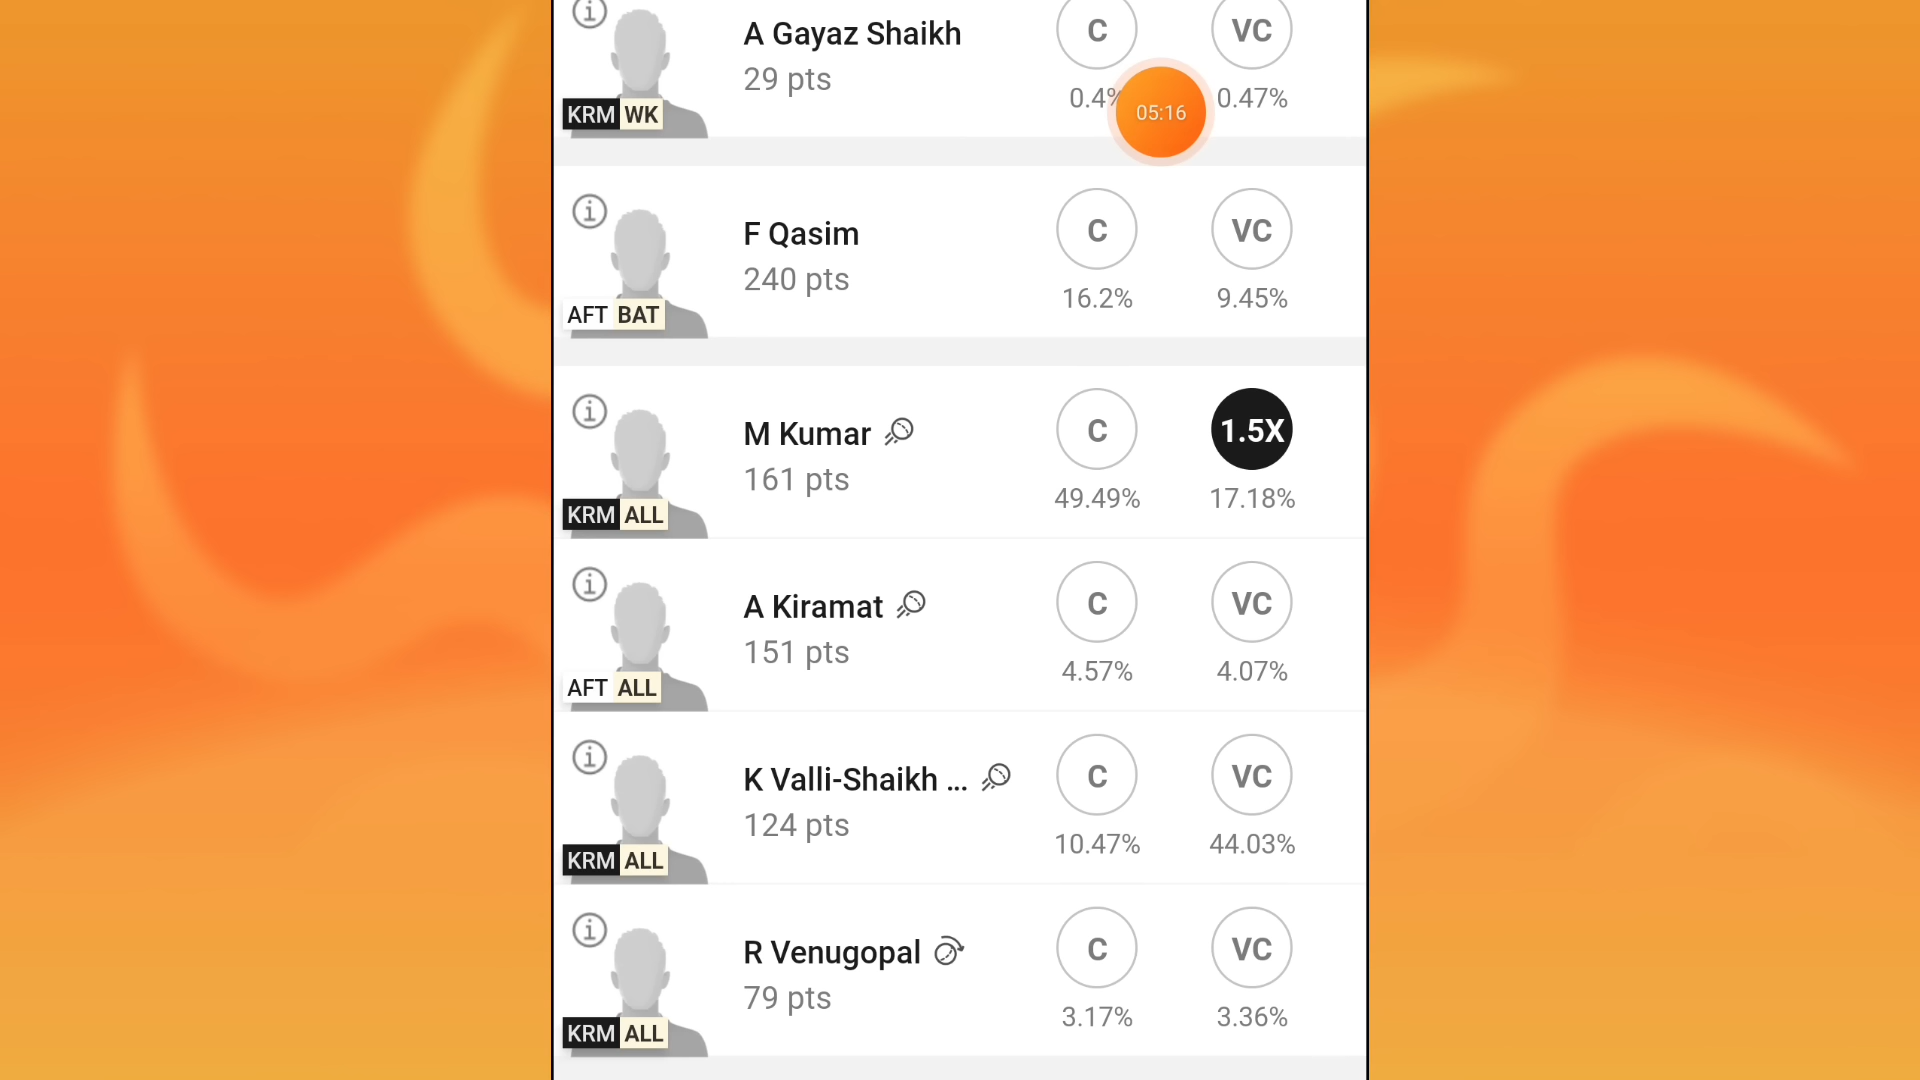 A Gayaz Shaikh
29 pts
C
VC
0.4%
0.47%
KRM WK
05:16
F Qasim
240 pts
C
VC
16.2%
9.45%
AFT BAT
M Kumar
161 pts
C
1.5X
49.49%
17.18%
KRM ALL
A Kiramat
151 pts
C
VC
4.57%
4.07%
AFT ALL
K Valli-Shaikh ...
124 pts
C
VC
10.47%
44.03%
KRM ALL
R Venugopal
79 pts
C
VC
3.17%
3.36%
KRM ALL